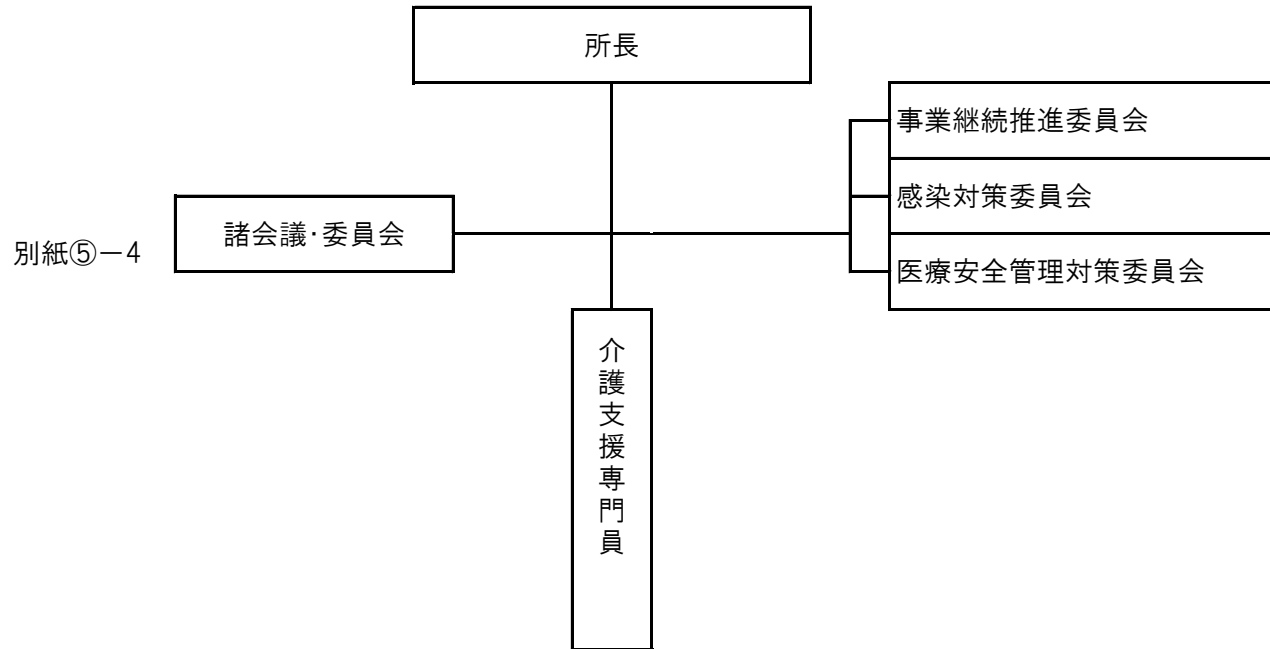 所長
事業継続推進委員会
感染対策委員会
諸会議･委員会
別紙⑤－4
医療安全管理対策委員会
介護支援専門員